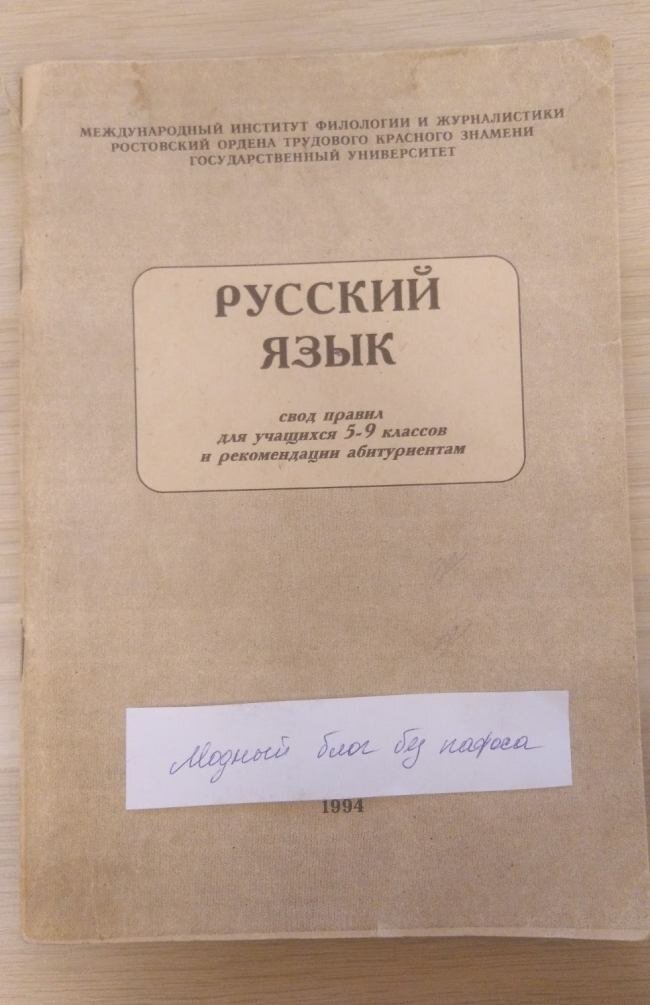 МЕЖДУНАРОДНЫЙ ИНСТИТУТ ФИЛОЛОГИИ И ЖУРНАЛИСТИКИ
РОСТОВСКИЙ ОРДЕНА ТРУДОВОГО КРАСНОГО ЗНАМЕНИ
ГОСУДАРСТВЕННЫЙ УНИВЕРСИТЕТ
РУССКИЙ
ЯЗЫК
свод правил
для учащихся 5-9 классов
и рекомендации абитуриентам
Модный блог без пафоса
1994